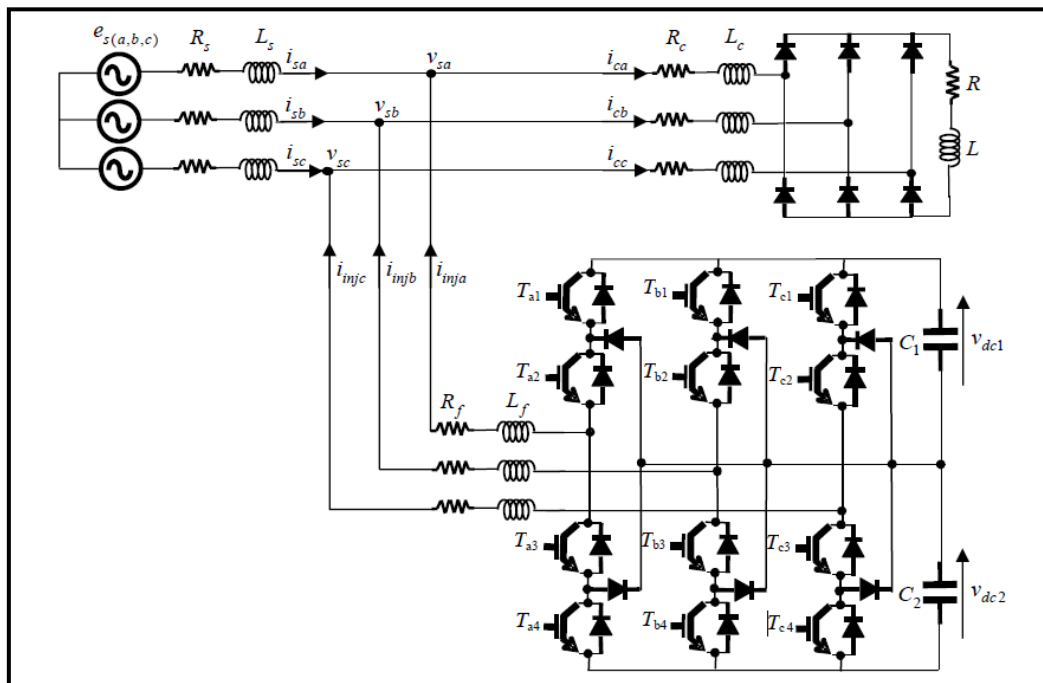 e_s(a,b,c)
R_s L_s i_sa v_sa i_ca R_c L_c
R
i_sb v_sb i_cb
L
i_sc v_sc i_cc
i_injc i_injb i_inja
T_a1 T_b1 T_c1
C_1 v_dc1
T_a2 T_b2 T_c2
R_f L_f
T_a3 T_b3 T_c3
C_2 v_dc2
T_a4 T_b4 T_c4